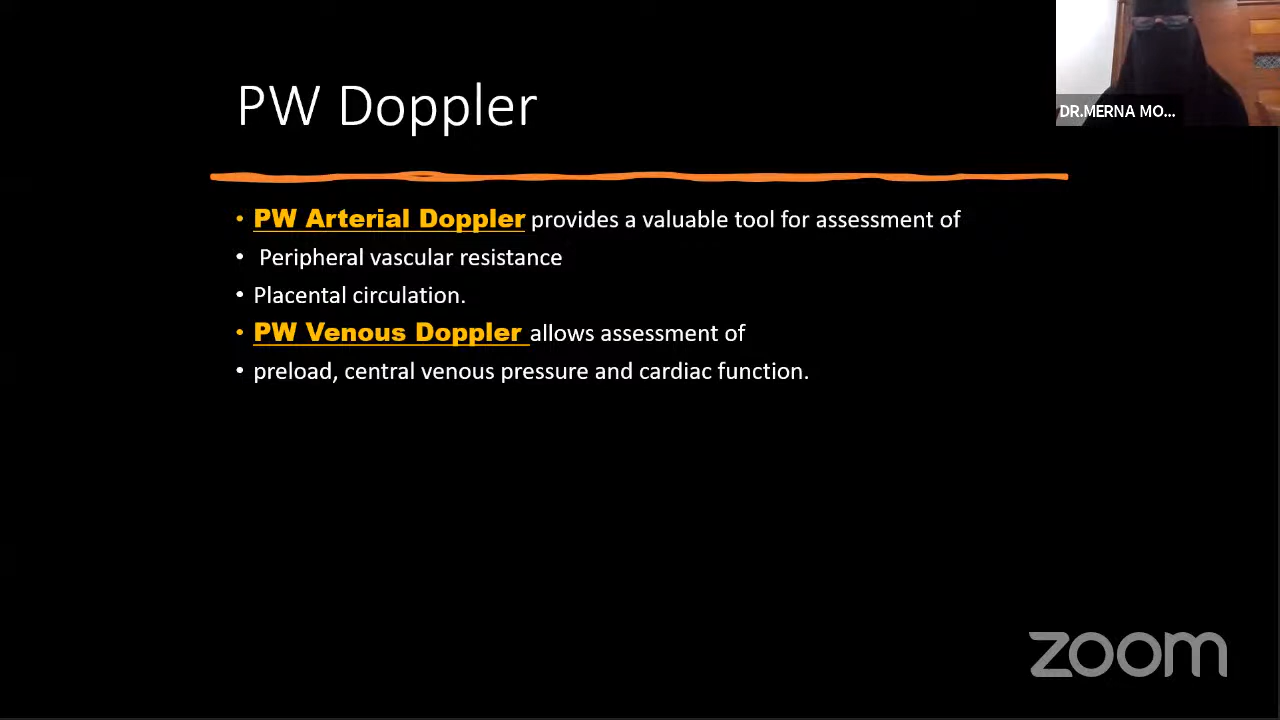 PW Doppler
DR.MERNA MO...
• PW Arterial Doppler provides a valuable tool for assessment of
• Peripheral vascular resistance
• Placental circulation.
• PW Venous Doppler allows assessment of
• preload, central venous pressure and cardiac function.
zoom